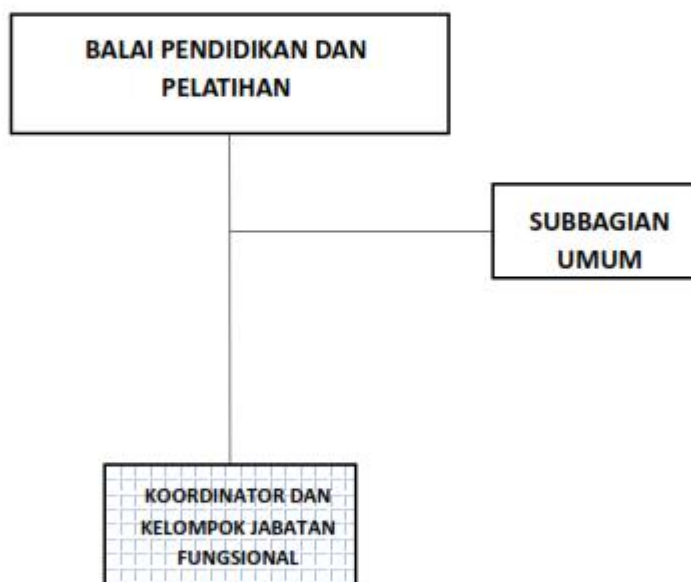 BALAI PENDIDIKAN DAN
PELATIHAN
SUBBAGIAN
UMUM
KOORDINATOR DAN
KELOMPOK JABATAN
FUNGSIONAL